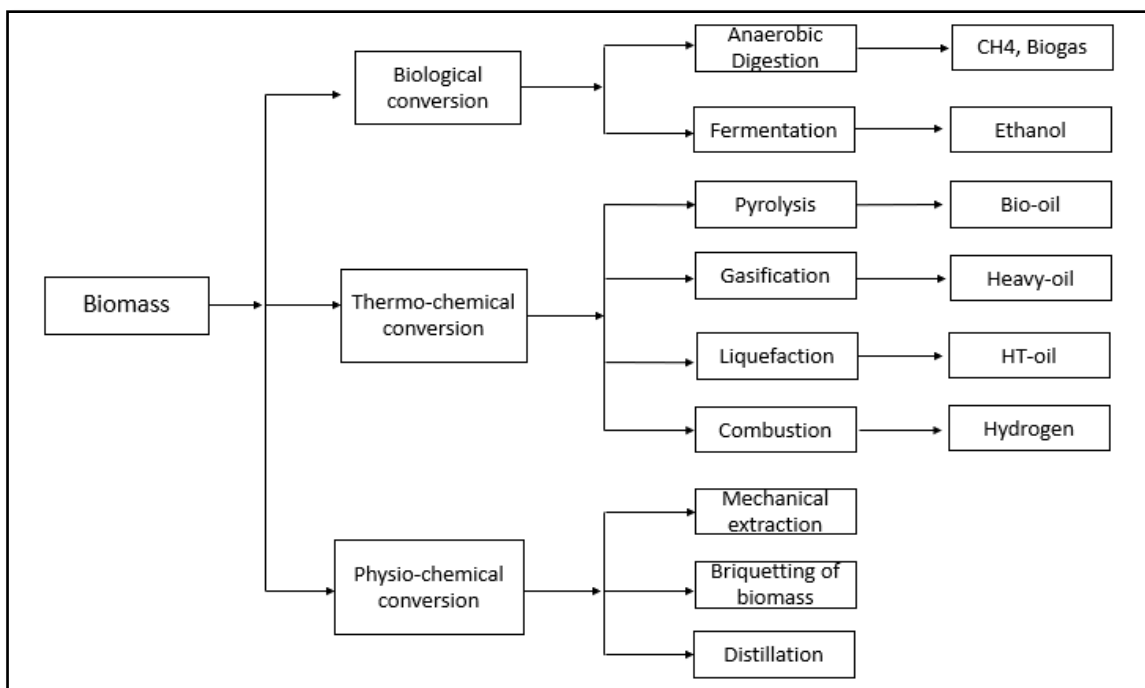 Biomass
Biological
conversion
Anaerobic
Digestion
CH4, Biogas
Fermentation
Ethanol
Thermo-chemical
conversion
Pyrolysis
Bio-oil
Gasification
Heavy-oil
Liquefaction
HT-oil
Combustion
Hydrogen
Physio-chemical
conversion
Mechanical
extraction
Briquetting of
biomass
Distillation